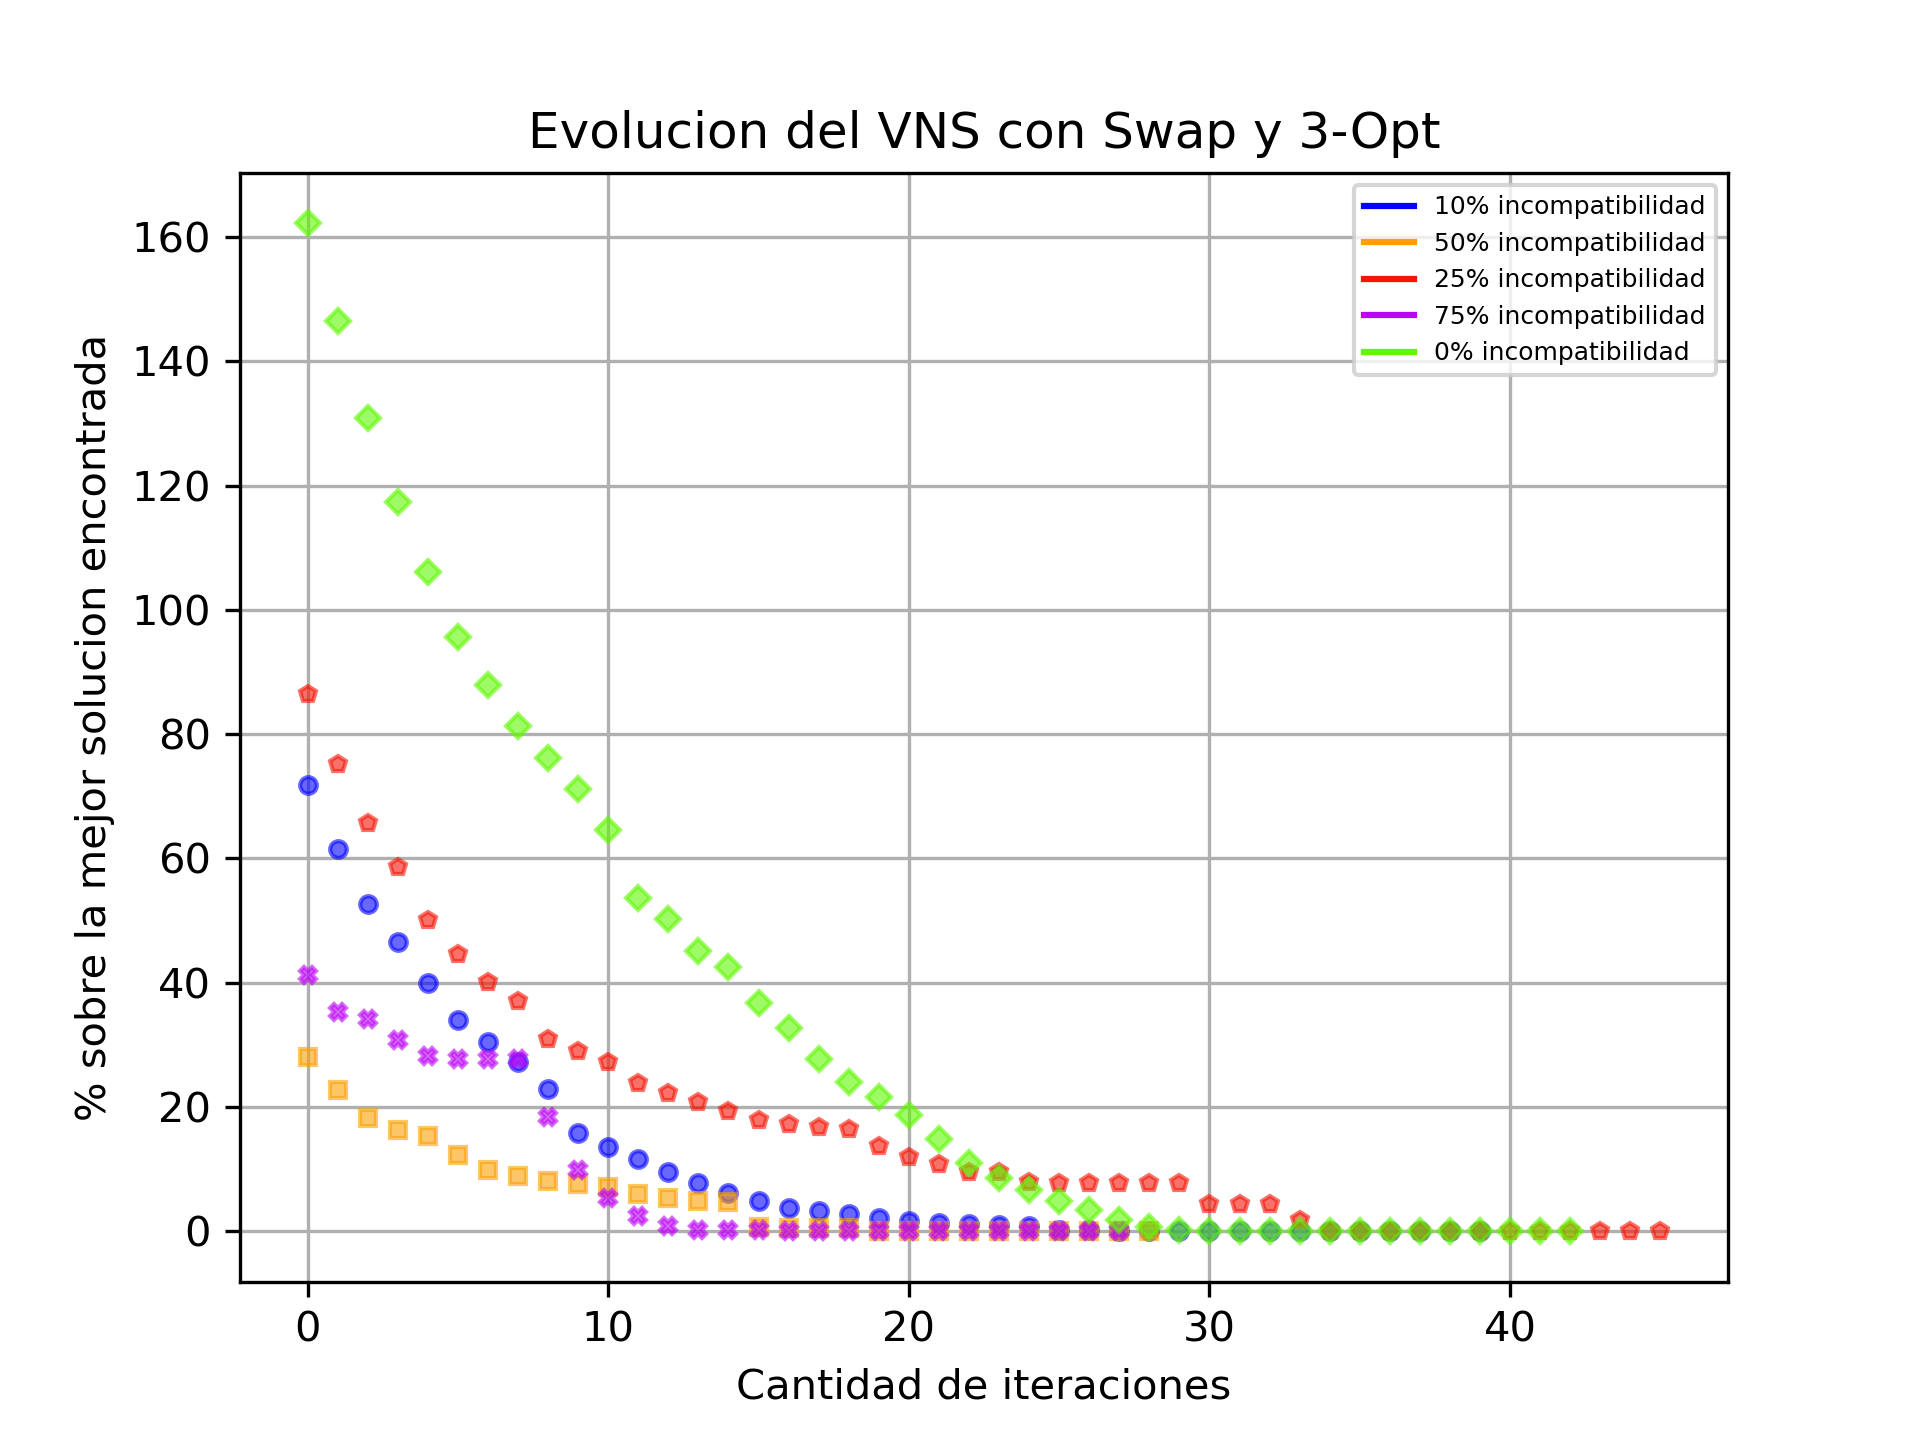 Evolucion del VNS con Swap y 3-Opt
% sobre la mejor solucion encontrada
160
140
120
100
80
60
40
20
0
10% incompatibilidad
50% incompatibilidad
25% incompatibilidad
75% incompatibilidad
0% incompatibilidad
0 10 20 30 40
Cantidad de iteraciones